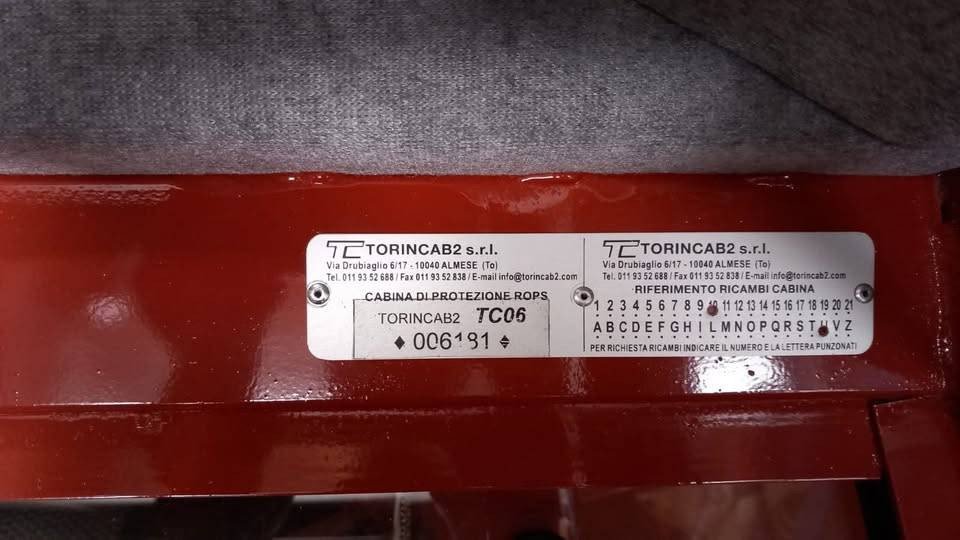 TC TORINCAB2 s.r.l.
Via Drubiaglio 6/17 - 10040 ALMESE (To)
Tel. 011 93 52 688 / Fax 011 93 52 838 / E-mail info@torincab2.com
CABINA DI PROTEZIONE ROPS
TORINCAB2 TC06
♦ 006181
TC TORINCAB2 s.r.l.
Via Drubiaglio 6/17 - 10040 ALMESE (To)
Tel. 011 93 52 688 / Fax 011 93 52 838 / E-mail info@torincab2.com
RIFERIMENTO RICAMBI CABINA
1 2 3 4 5 6 7 8 9 10 11 12 13 14 15 16 17 18 19 20 21
A B C D E F G H I L M N O P Q R S T U V Z
PER RICHIESTA RICAMBI INDICARE IL NUMERO E LA LETTERA PUNZONATI